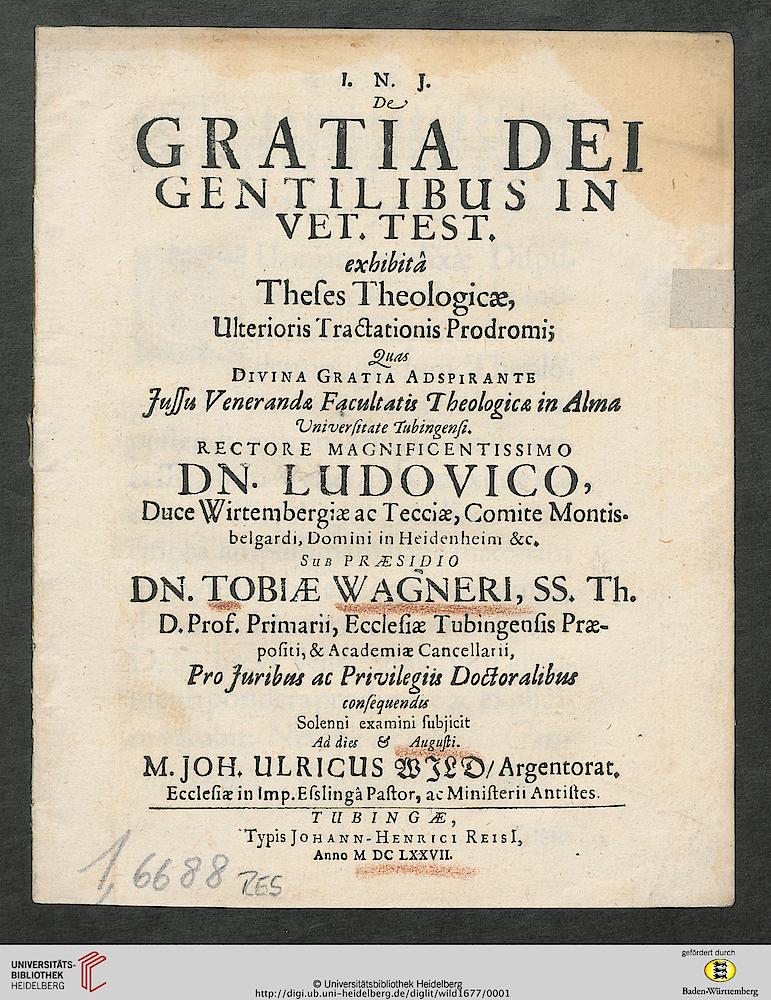 I. N. J.
De
GRATIA DEI
GENTILIBUS IN
VET. TEST.
exhibitâ
Theſes Theologicæ,
Ulterioris Tractationis Prodromi;
Quas
DIVINA GRATIA ADSPIRANTE
Juſſu Venerandæ Facultatis Theologicæ in Alma
Univerſitate Tubingenſi.
RECTORE MAGNIFICENTISSIMO
DN. LUDOVICO,
Duce Wirtembergiæ ac Tecciæ, Comite Montis-
belgardi, Domini in Heidenheim &c.
SUB PRÆSIDIO
DN. TOBIÆ WAGNERI, SS. Th.
D. Prof. Primarii, Eccleſiæ Tubingenſis Præ-
poſiti, & Academiæ Cancellarii,
Pro Juribus ac Privilegiis Doctoralibus
conſequendis
Solenni examini ſubjicit
Ad dies & Auguſti.
M. JOH. ULRICUS WILD/ Argentorat.
Eccleſiæ in Imp. Eſslingâ Paſtor, ac Miniſterii Antiſtes.
TUBINGÆ,
Typis JOHANN-HENRICI REISI,
Anno M DC LXXVII.
1,6688 RES
UNIVERSITÄTS-
BIBLIOTHEK
HEIDELBERG
© Universitätsbibliothek Heidelberg
http://digi.ub.uni-heidelberg.de/diglit/wild1677/0001
gefördert durch
Baden-Württemberg